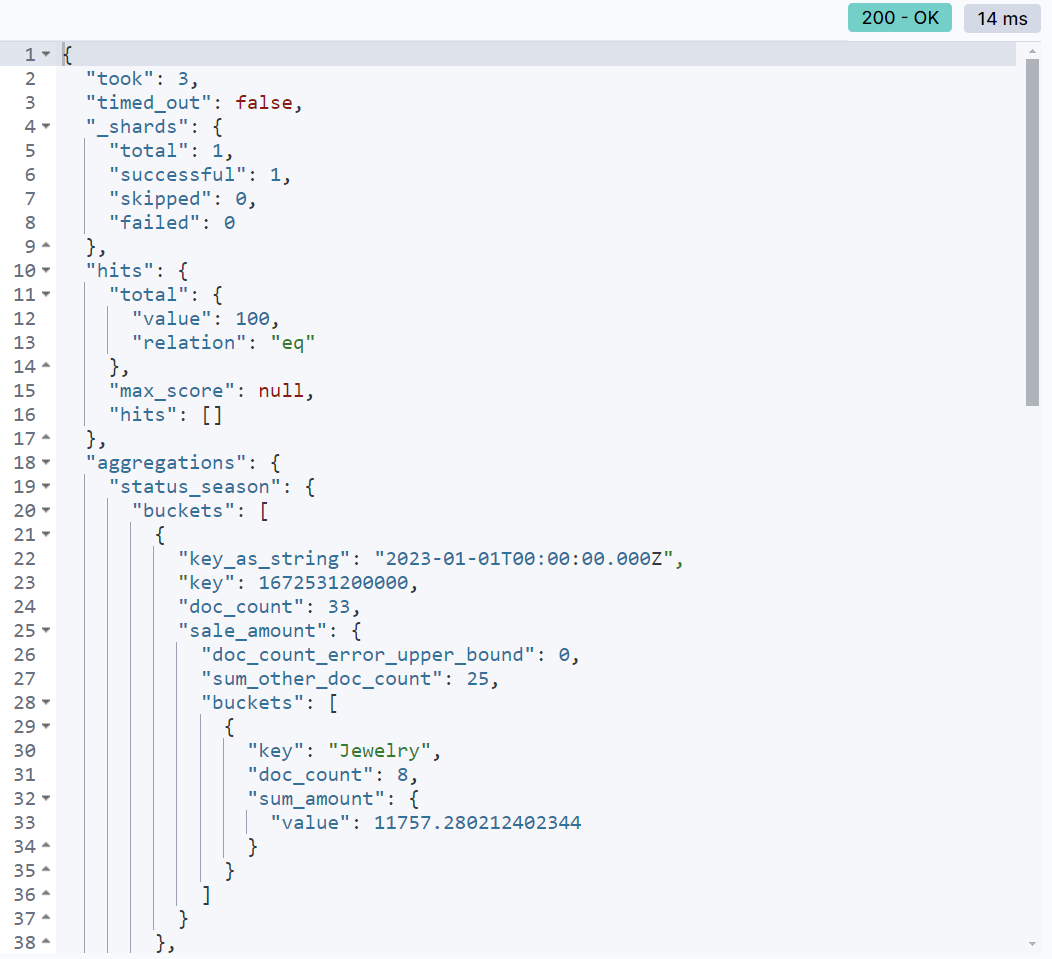 200 - OK
14 ms
1 {
2 "took": 3,
3 "timed_out": false,
4 "_shards": {
5 "total": 1,
6 "successful": 1,
7 "skipped": 0,
8 "failed": 0
9 },
10 "hits": {
11 "total": {
12 "value": 100,
13 "relation": "eq"
14 },
15 "max_score": null,
16 "hits": []
17 },
18 "aggregations": {
19 "status_season": {
20 "buckets": [
21 {
22 "key_as_string": "2023-01-01T00:00:00.000Z",
23 "key": 1672531200000,
24 "doc_count": 33,
25 "sale_amount": {
26 "doc_count_error_upper_bound": 0,
27 "sum_other_doc_count": 25,
28 "buckets": [
29 {
30 "key": "Jewelry",
31 "doc_count": 8,
32 "sum_amount": {
33 "value": 11757.280212402344
34 }
35 }
36 ]
37 }
38 },